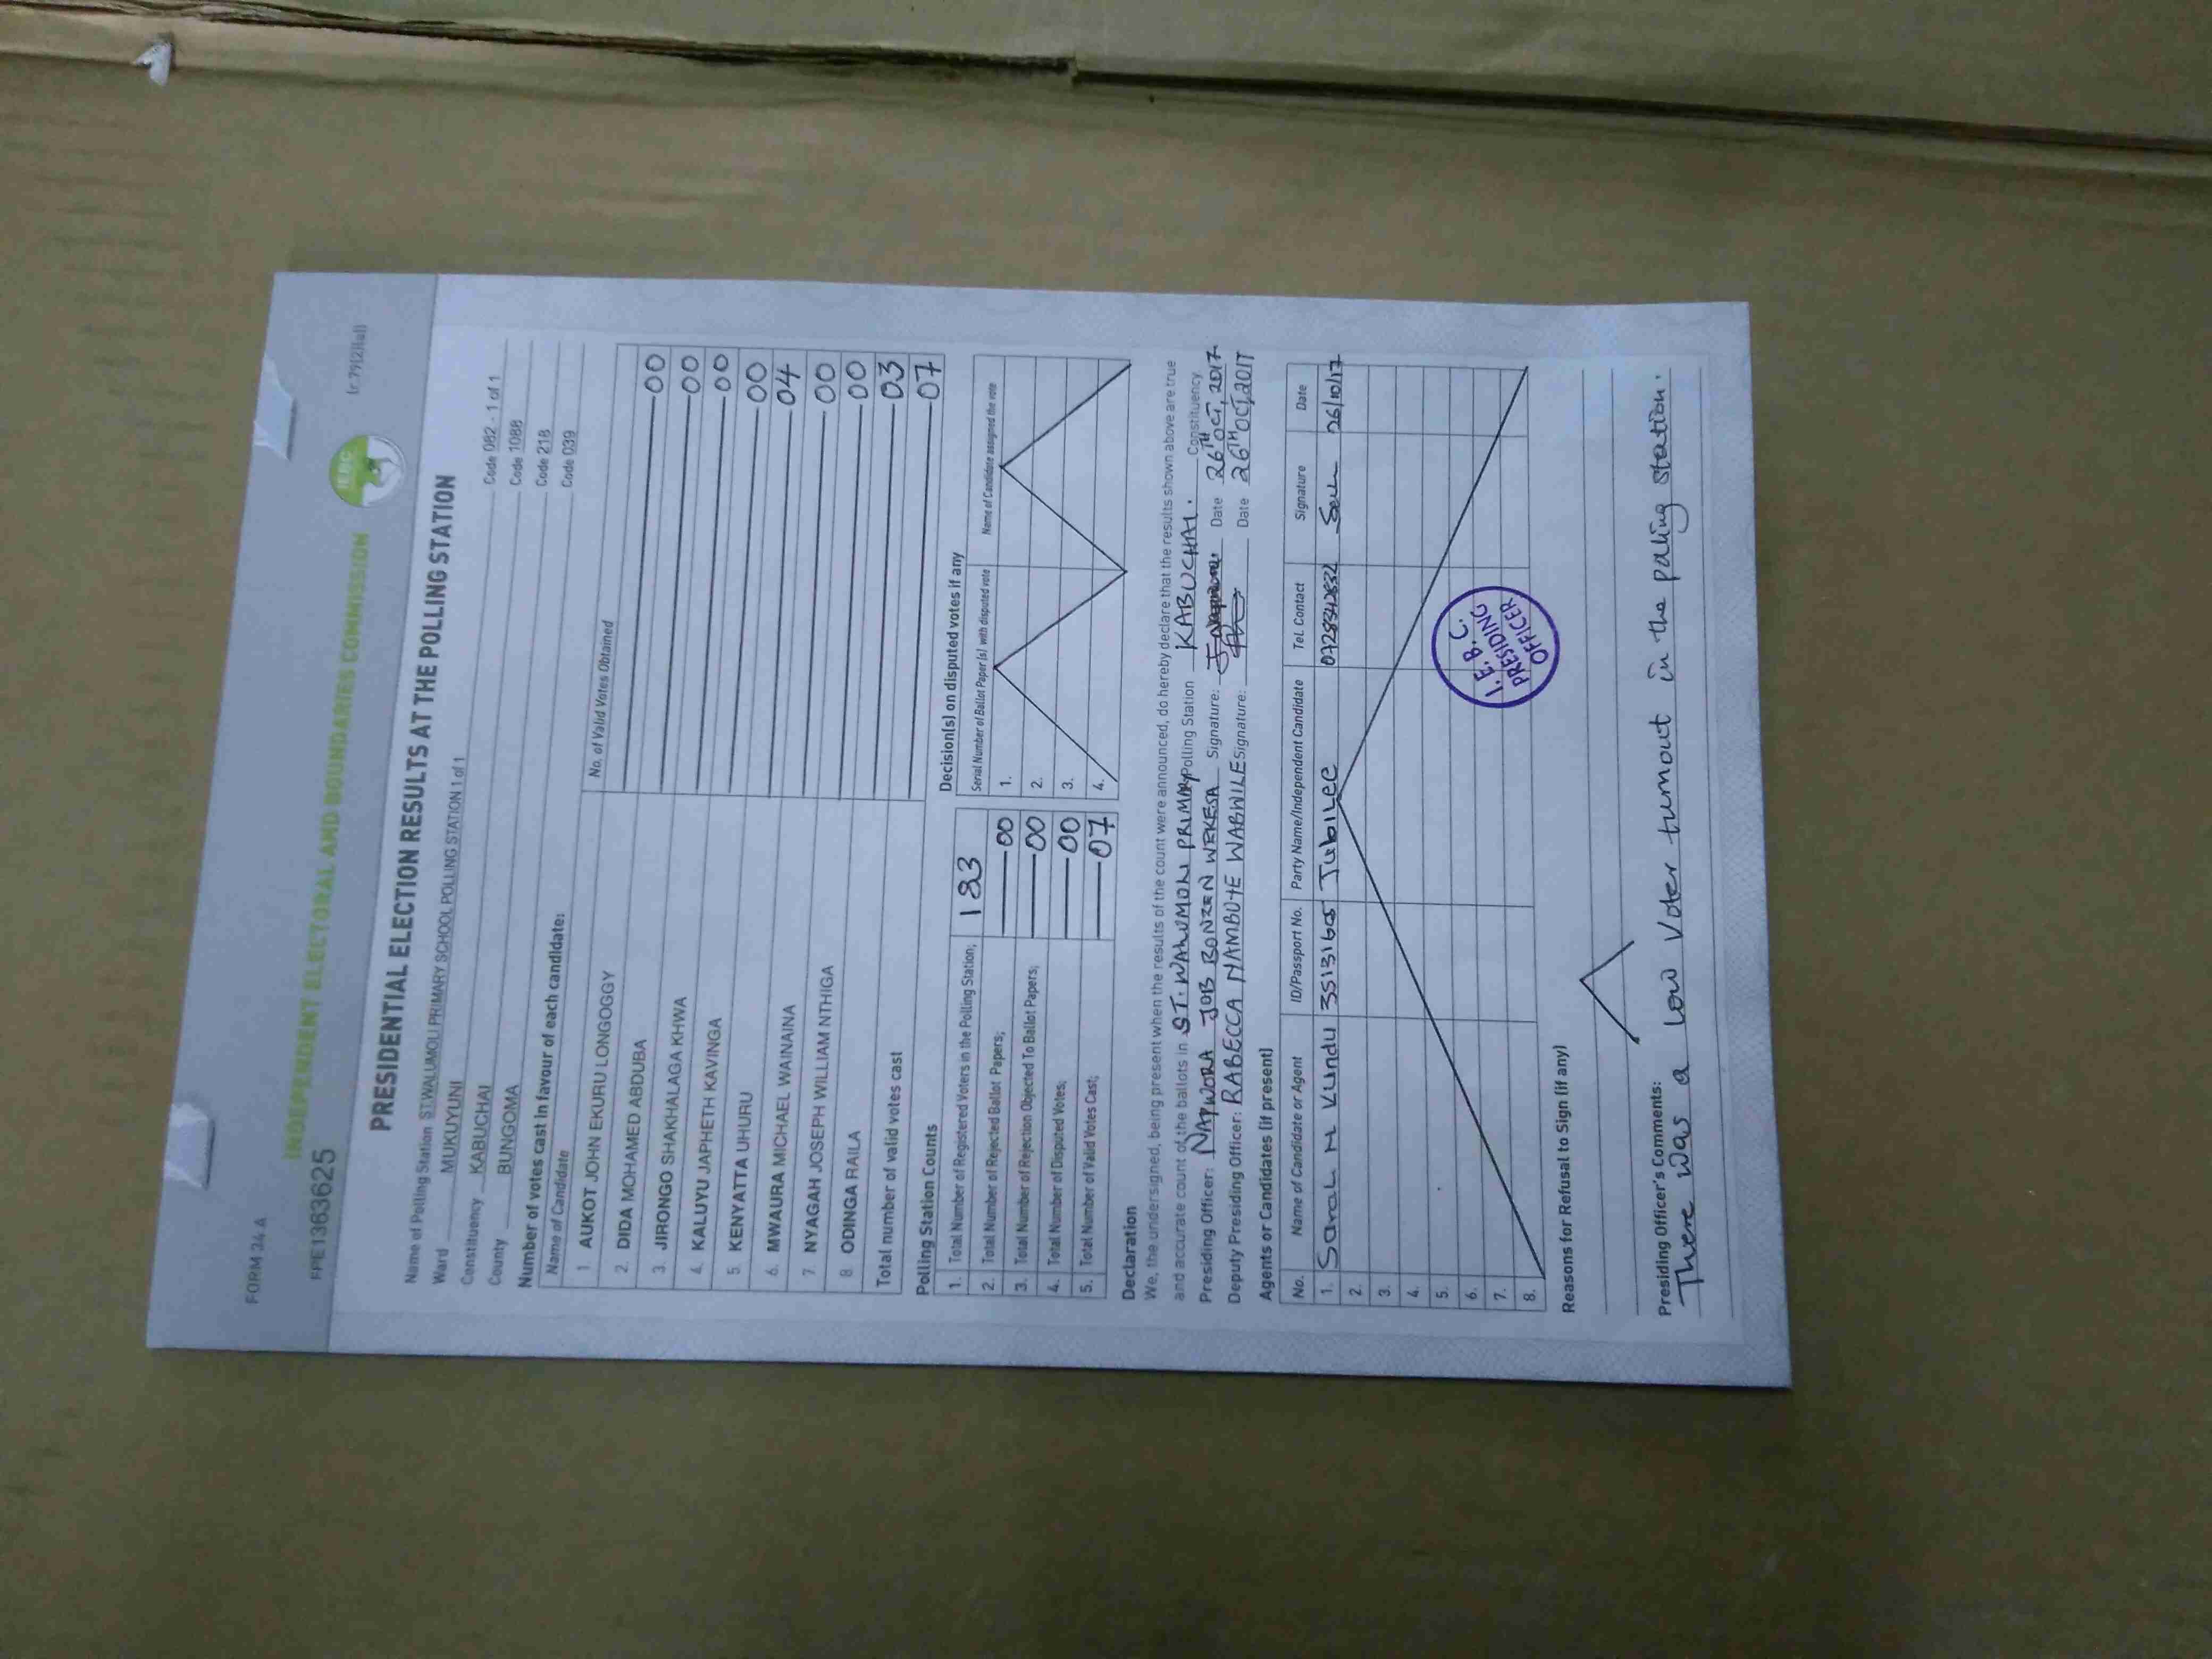 FORM 34 A
INDEPENDENT ELECTORAL AND BOUNDARIES COMMISSION
IEBC
(r.79(2)(a))
FPE1363625
PRESIDENTIAL ELECTION RESULTS AT THE POLLING STATION
Name of Polling Station ST.WALUMOLI PRIMARY SCHOOL POLLING STATION 1 of 1 Code 082 - 1 of 1
Ward MUKUYUNI Code 1088
Constituency KABUCHAI Code 218
County BUNGOMA Code 039
Number of votes cast in favour of each candidate:
Name of Candidate No. of Valid Votes Obtained
1. AUKOT JOHN EKURU LONGOGGY 00
2. DIDA MOHAMED ABDUBA 00
3. JIRONGO SHAKHALAGA KHWA 00
4. KALUYU JAPHETH KAVINGA 00
5. KENYATTA UHURU 04
6. MWAURA MICHAEL WAINAINA 00
7. NYAGAH JOSEPH WILLIAM NTHIGA 00
8. ODINGA RAILA 03
Total number of valid votes cast 07
Polling Station Counts
1. Total Number of Registered Voters in the Polling Station; 183
2. Total Number of Rejected Ballot Papers; 00
3. Total Number of Rejection Objected To Ballot Papers; 00
4. Total Number of Disputed Votes; 00
5. Total Number of Valid Votes Cast; 07
Decision(s) on disputed votes if any
Serial Number of Ballot Paper(s) with disputed vote Name of Candidate assigned the vote
1.
2.
3.
4.
Declaration
We, the undersigned, being present when the results of the count were announced, do hereby declare that the results shown above are true
and accurate count of the ballots in ST. WALUMOLI PRIMARY Polling Station KABUCHAI. Constituency
Presiding Officer: NAPWORA JOB BONZEN WEKESA Signature: Date 26TH OCT, 2017
Deputy Presiding Officer: RABECCA NAMBUYE WABWILE Signature: Date 26TH OCT, 2017
Agents or Candidates (if present)
No. Name of Candidate or Agent ID/Passport No. Party Name/Independent Candidate Tel. Contact Signature Date
1. Sarah N Kundu 35131605 Jubilee 0728342832 26/10/17
2.
3.
4.
5.
6.
7.
8.
I.E.B.C.
PRESIDING
OFFICER
Reasons for Refusal to Sign (if any)
Presiding Officer's Comments:
There was a low Voter turnout in the poling station.